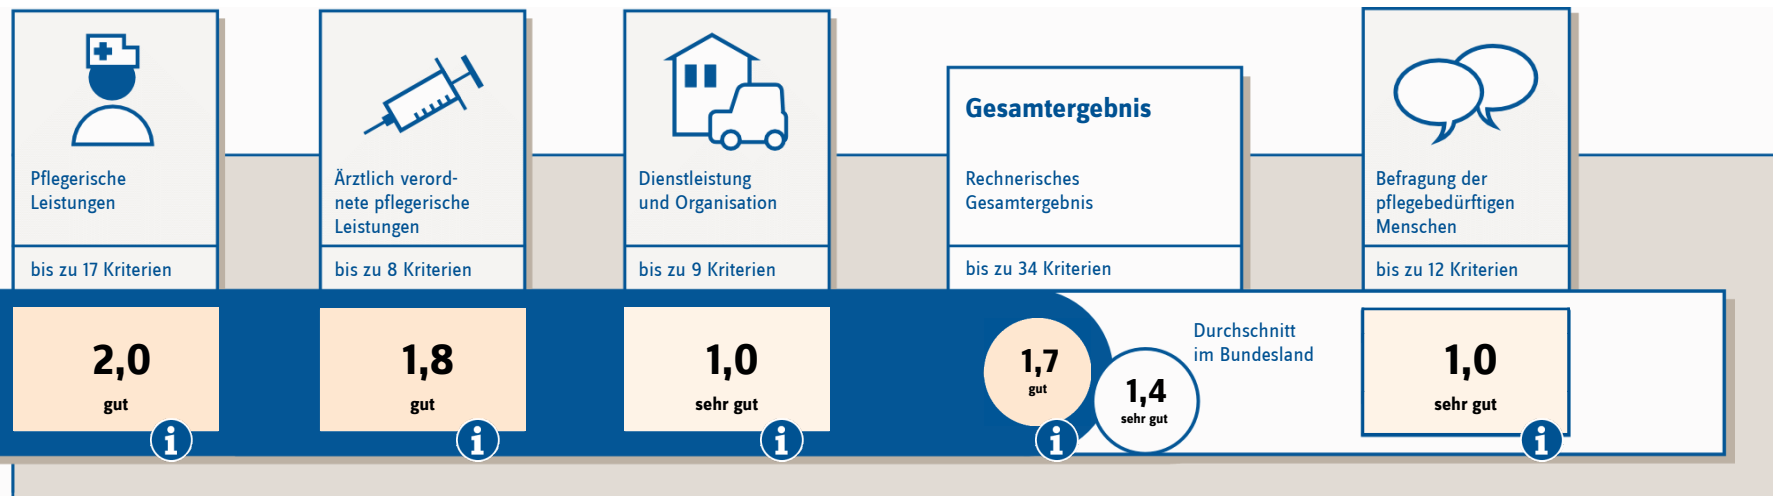 Pflegerische
Leistungen
bis zu 17 Kriterien
2,0
gut
i
Ärztlich verord-
nete pflegerische
Leistungen
bis zu 8 Kriterien
1,8
gut
i
Dienstleistung
und Organisation
bis zu 9 Kriterien
1,0
sehr gut
i
Gesamtergebnis
Rechnerisches
Gesamtergebnis
bis zu 34 Kriterien
1,7
gut
i
1,4
sehr gut
Durchschnitt
im Bundesland
Befragung der
pflegebedürftigen
Menschen
bis zu 12 Kriterien
1,0
sehr gut
i